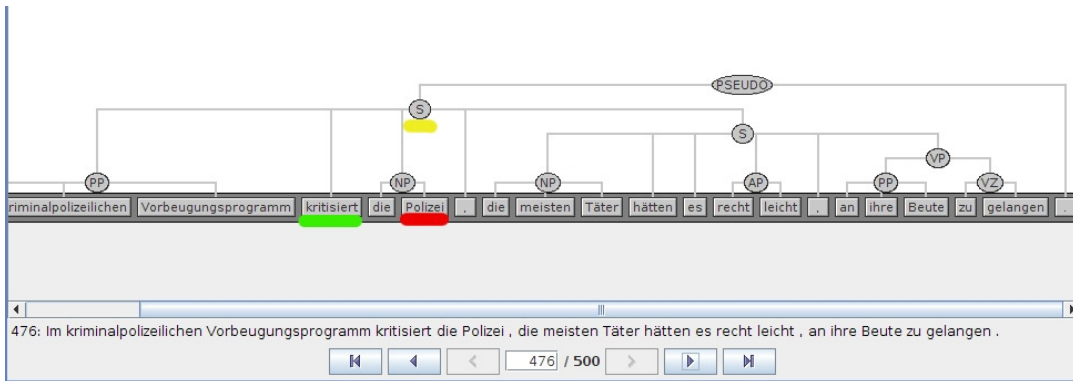 PSEUDO
S
S
VP
PP NP NP AP PP VZ
riminalpolizeilichen Vorbeugungsprogramm kritisiert die Polizei , die meisten Täter hätten es recht leicht , an ihre Beute zu gelangen .
476: Im kriminalpolizeilichen Vorbeugungsprogramm kritisiert die Polizei , die meisten Täter hätten es recht leicht , an ihre Beute zu gelangen .
476 / 500